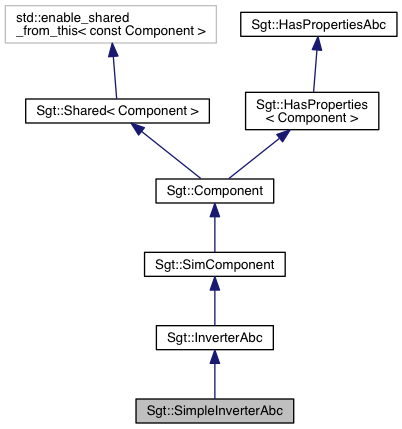 std::enable_shared
_from_this< const Component >
Sgt::HasPropertiesAbc
Sgt::Shared< Component >
Sgt::HasProperties
< Component >
Sgt::Component
Sgt::SimComponent
Sgt::InverterAbc
Sgt::SimpleInverterAbc